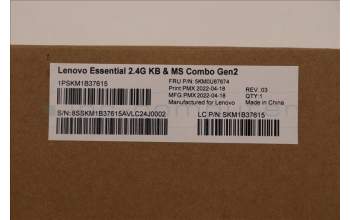 Lenovo Essential 2.4G KB & MS Combo Gen2
1PSKM1B37615
FRU P/N: 5KM0U67674
Print PMX 2022-04-18 REV: 03
MFG PMX 2022-04-18 QTY:1
Manufactured for Lenovo Made in China
S/N:8SSKM1B37615AVLC24J0002
LC P/N: SKM1B37615